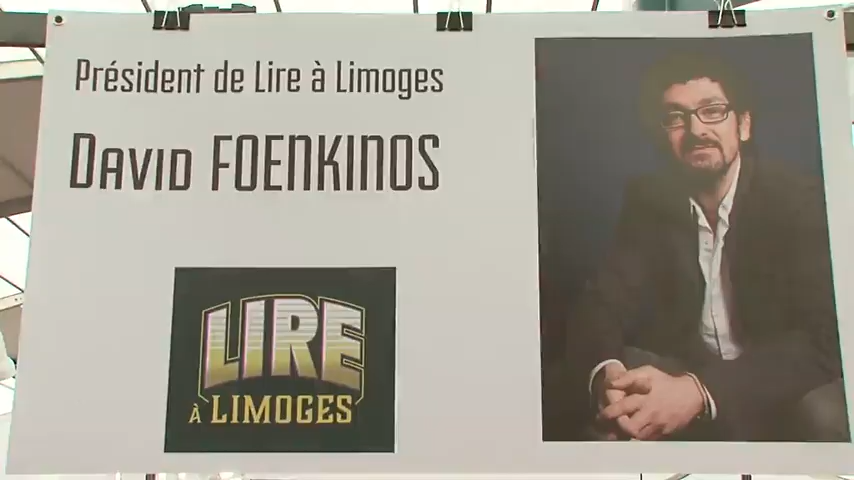 Président de Lire à Limoges
DAVID FOENKINOS
LIRE
À LIMOGES